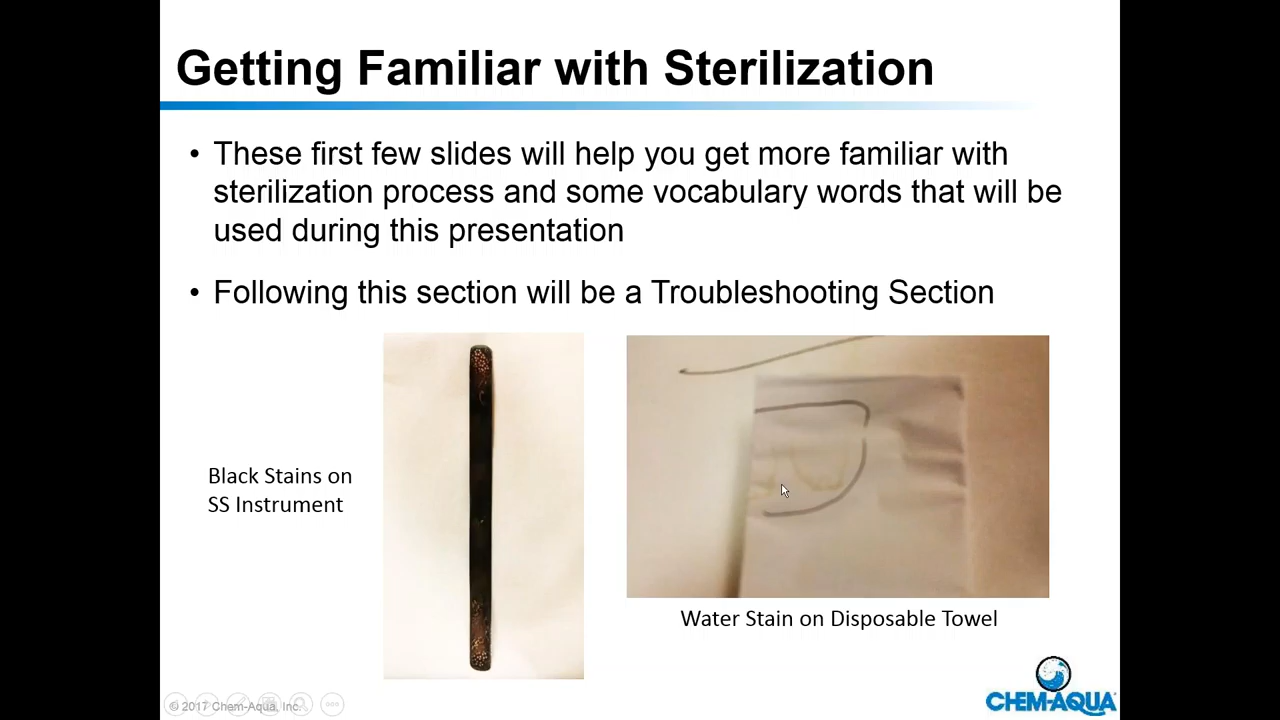 Getting Familiar with Sterilization
• These first few slides will help you get more familiar with
sterilization process and some vocabulary words that will be
used during this presentation
• Following this section will be a Troubleshooting Section
Black Stains on
SS Instrument
Water Stain on Disposable Towel
© 2017 Chem-Aqua, Inc.
CHEM-AQUA